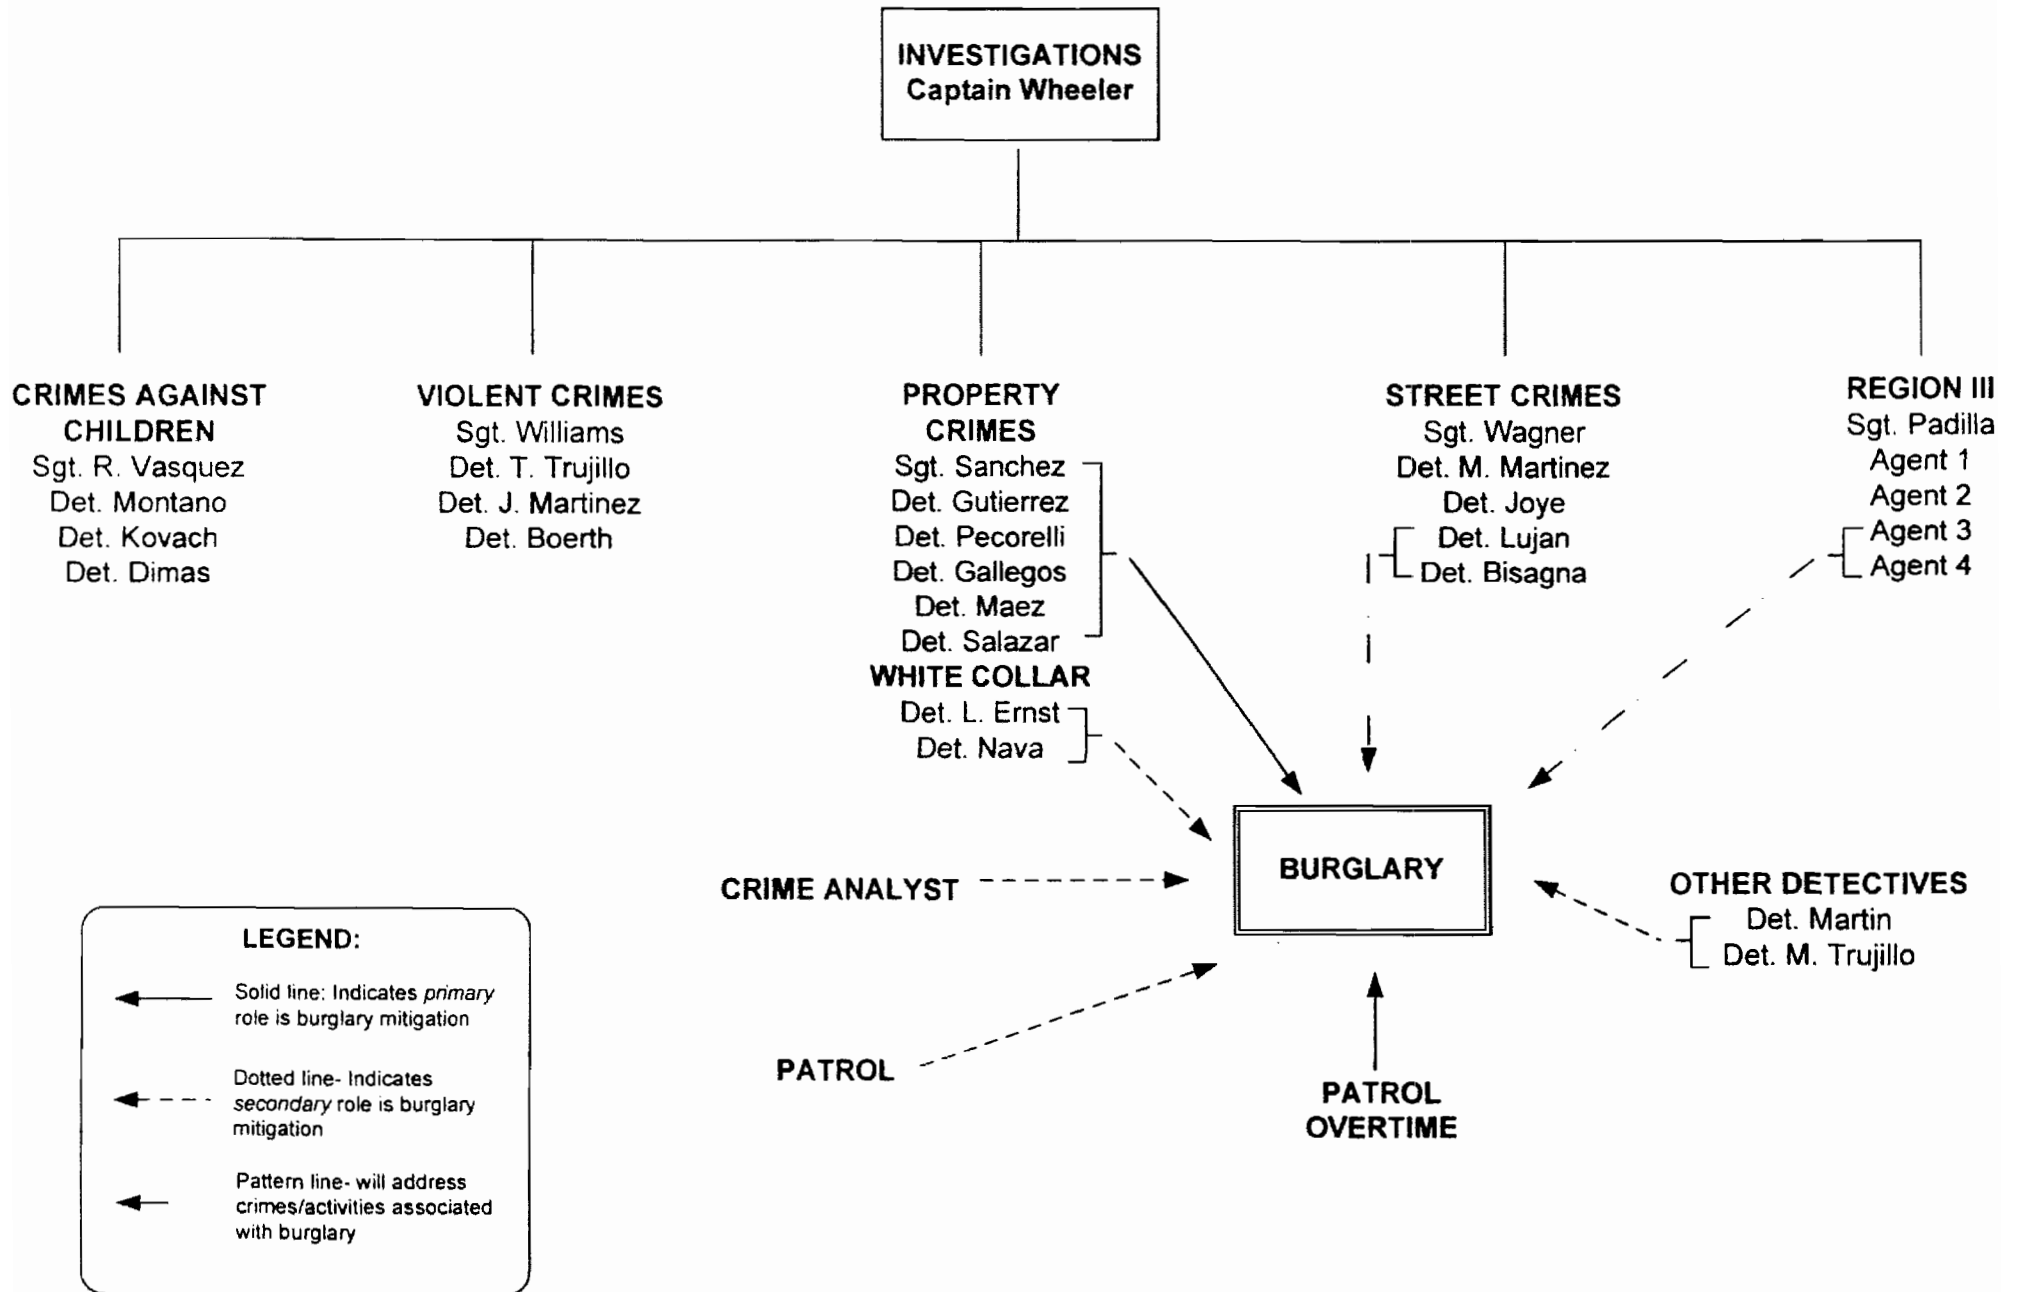 INVESTIGATIONS
Captain Wheeler
CRIMES AGAINST
CHILDREN
Sgt. R. Vasquez
Det. Montano
Det. Kovach
Det. Dimas
VIOLENT CRIMES
Sgt. Williams
Det. T. Trujillo
Det. J. Martinez
Det. Boerth
PROPERTY
CRIMES
Sgt. Sanchez
Det. Gutierrez
Det. Pecorelli
Det. Gallegos
Det. Maez
Det. Salazar
WHITE COLLAR
Det. L. Ernst
Det. Nava
STREET CRIMES
Sgt. Wagner
Det. M. Martinez
Det. Joye
Det. Lujan
Det. Bisagna
REGION III
Sgt. Padilla
Agent 1
Agent 2
Agent 3
Agent 4
BURGLARY
CRIME ANALYST
OTHER DETECTIVES
Det. Martin
Det. M. Trujillo
PATROL
PATROL
OVERTIME
LEGEND:
Solid line: Indicates primary
role is burglary mitigation
Dotted line- Indicates
secondary role is burglary
mitigation
Pattern line- will address
crimes/activities associated
with burglary